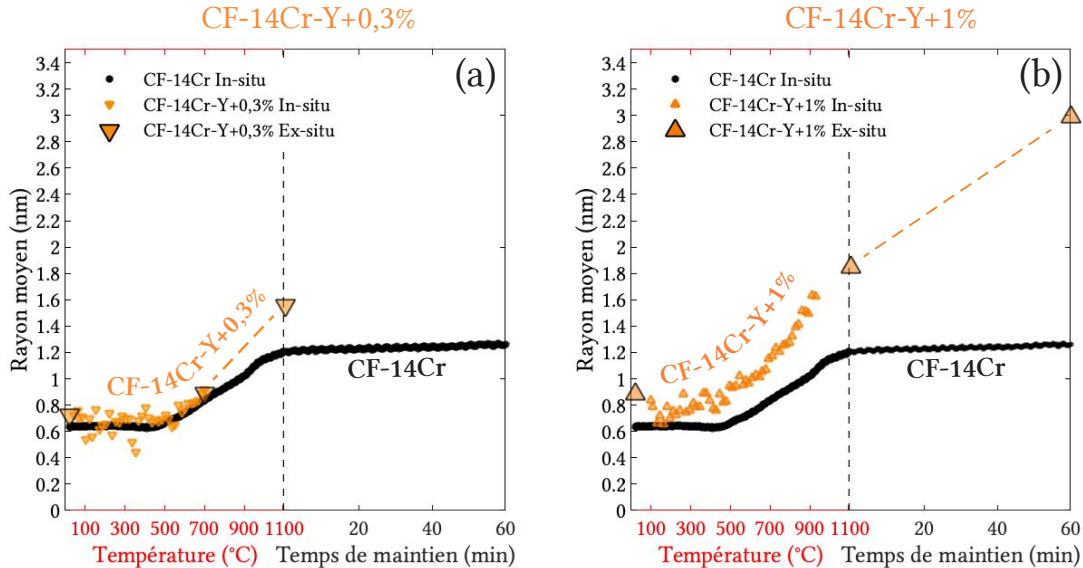 CF-14Cr-Y+0,3%
CF-14Cr-Y+1%
(a)
CF-14Cr In-situ
CF-14Cr-Y+0,3% In-situ
CF-14Cr-Y+0,3% Ex-situ
Rayon moyen (nm)
3.4
3.2
3
2.8
2.6
2.4
2.2
2
1.8
1.6
1.4
1.2
1
0.8
0.6
0.4
0.2
0
CF-14Cr-Y+0,3%
CF-14Cr
100 300 500 700 900 1100 20 40 60
Température (°C) Temps de maintien (min)
(b)
CF-14Cr In-situ
CF-14Cr-Y+1% In-situ
CF-14Cr-Y+1% Ex-situ
Rayon moyen (nm)
3.4
3.2
3
2.8
2.6
2.4
2.2
2
1.8
1.6
1.4
1.2
1
0.8
0.6
0.4
0.2
0
CF-14Cr-Y+1%
CF-14Cr
100 300 500 700 900 1100 20 40 60
Température (°C) Temps de maintien (min)